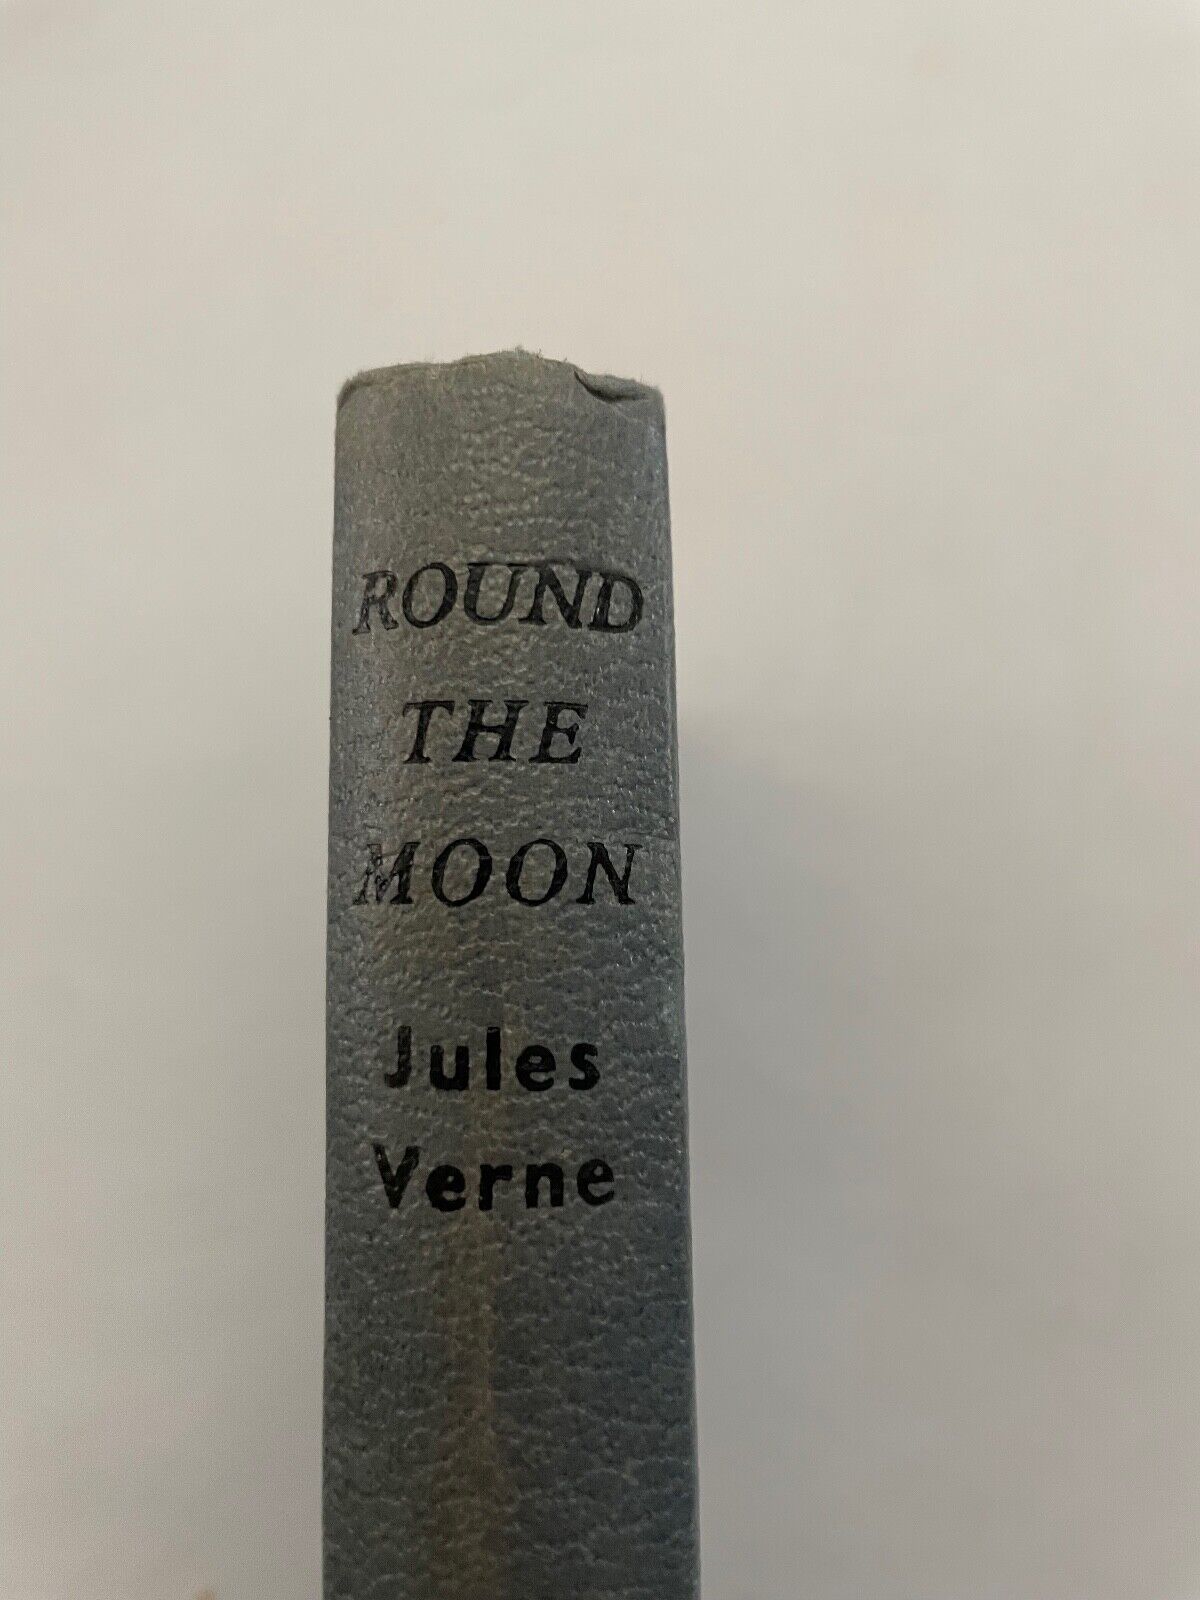 ROUND
THE
MOON
Jules
Verne